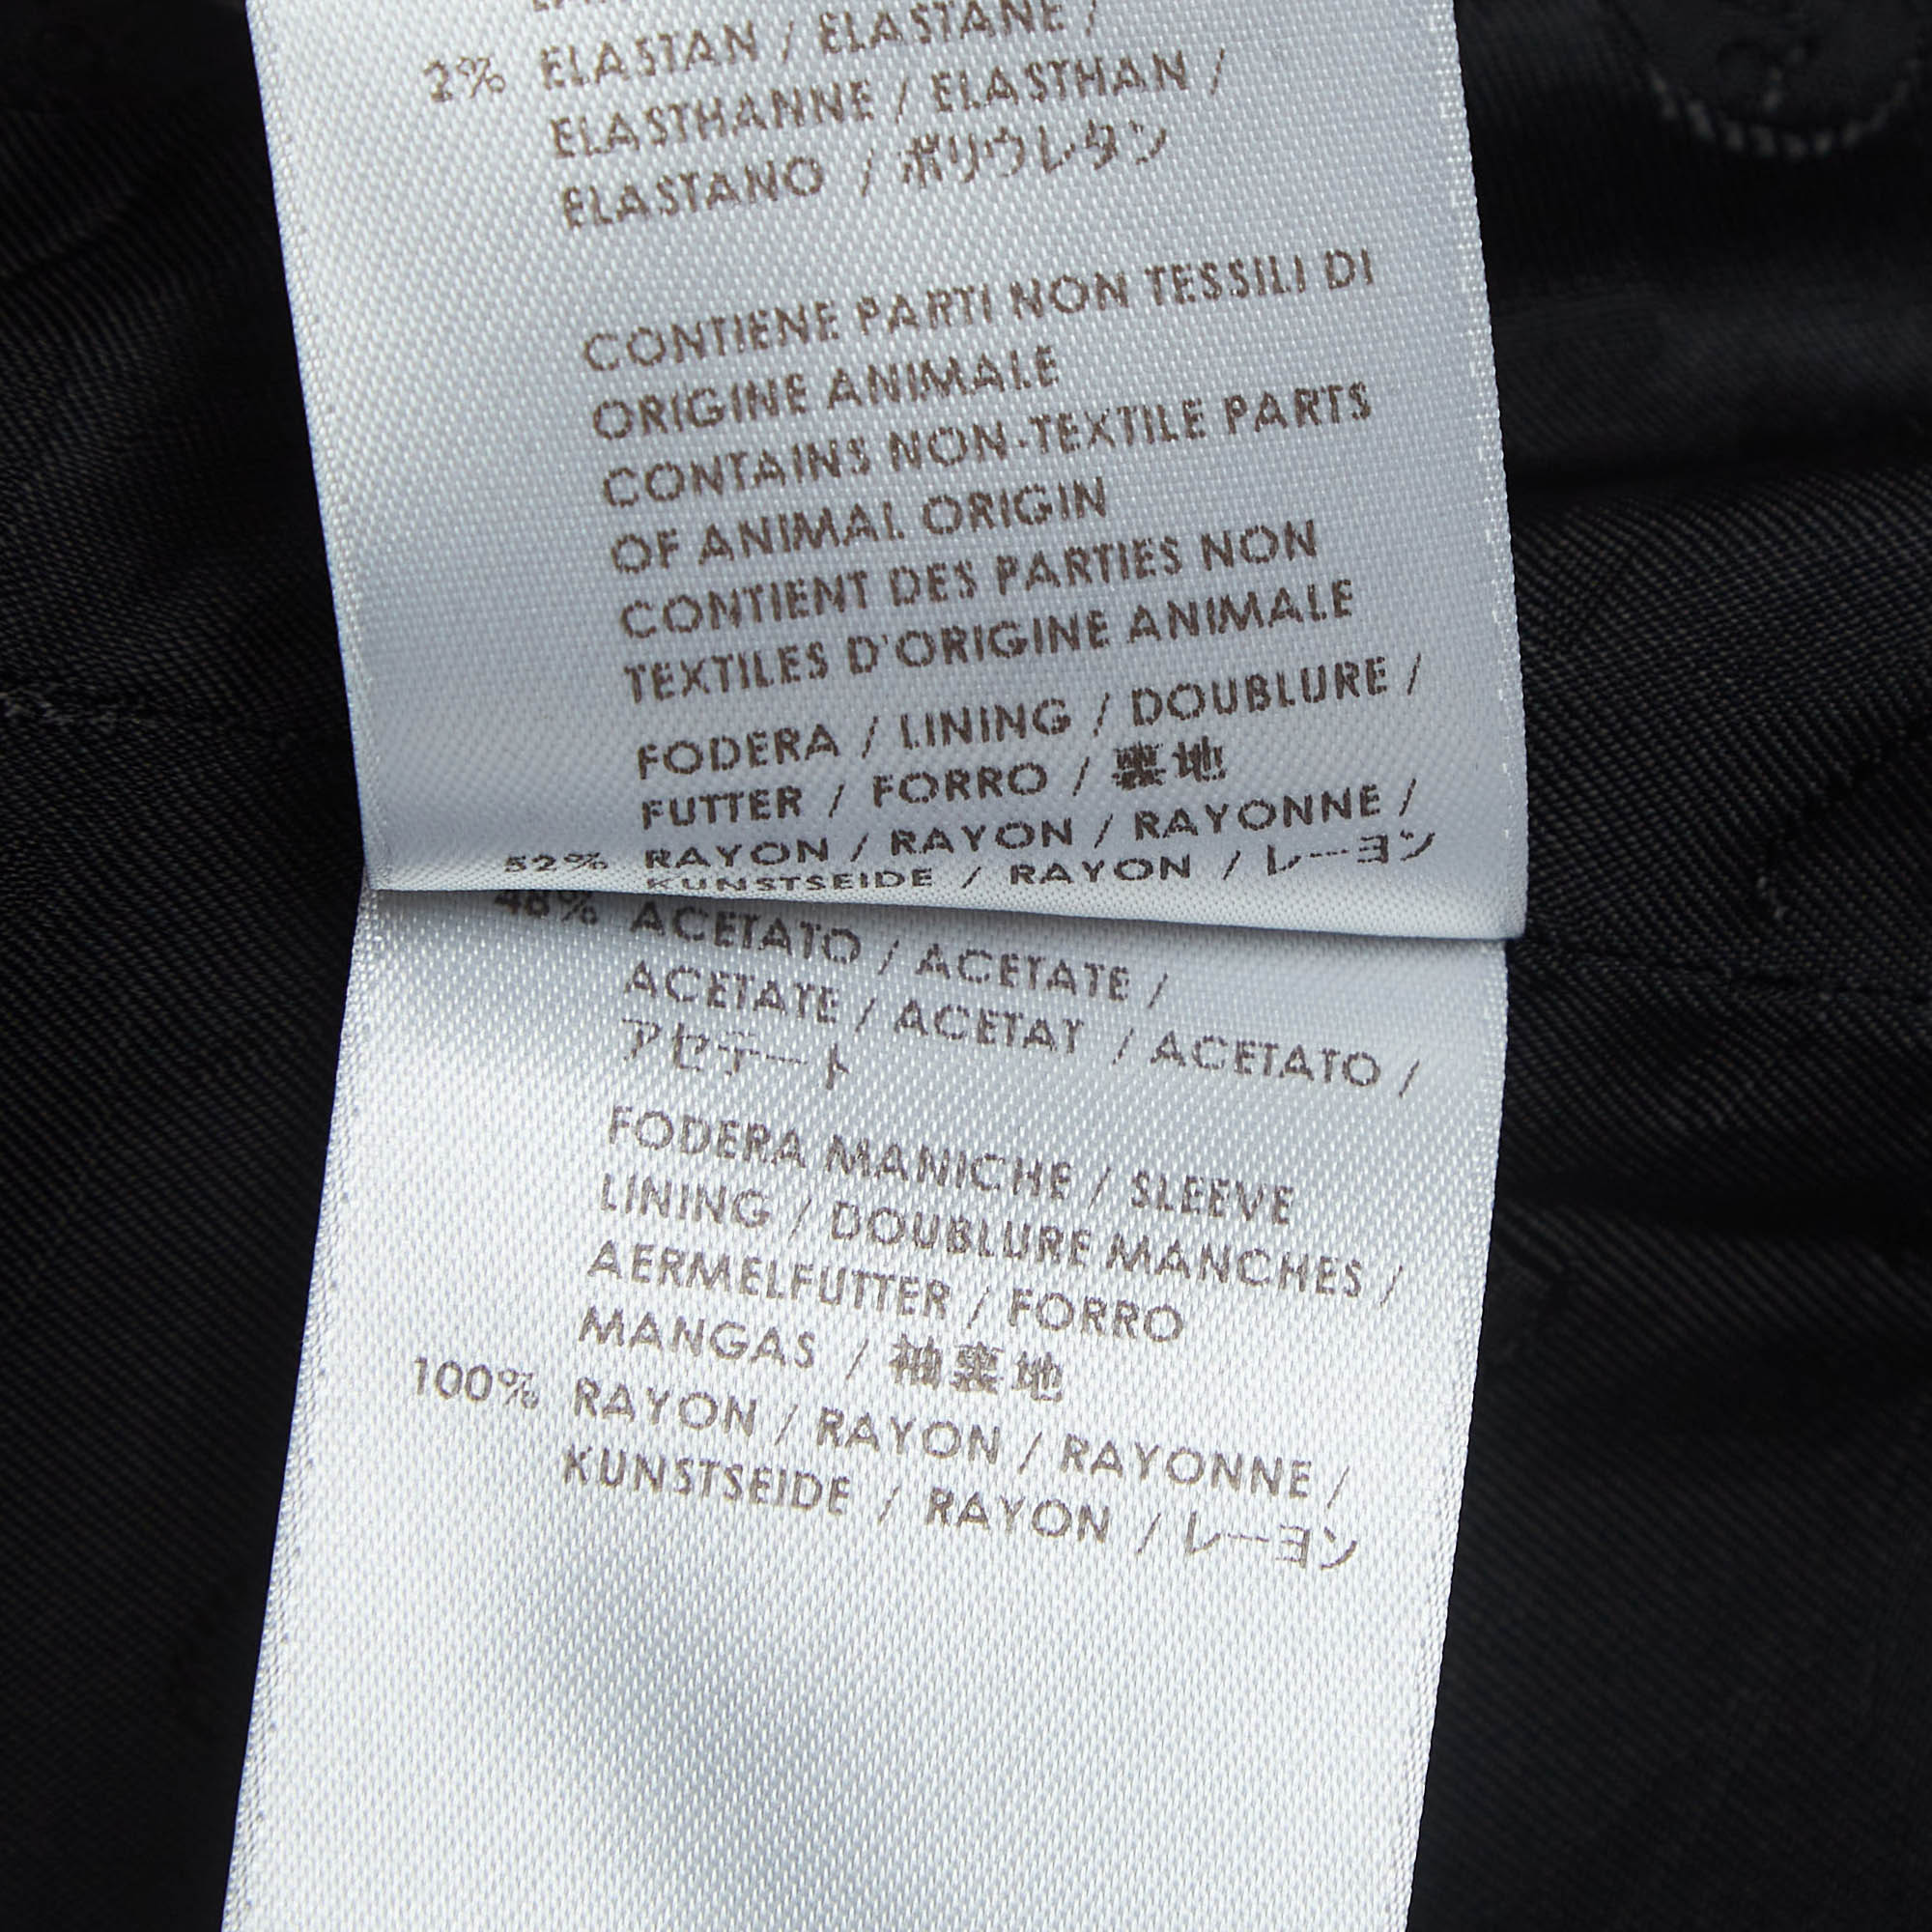 2% ELASTAN / ELASTANE /
ELASTHANNE / ELASTHAN /
ELASTANO / ポリウレタン
CONTIENE PARTI NON TESSILI DI
ORIGINE ANIMALE
CONTAINS NON-TEXTILE PARTS
OF ANIMAL ORIGIN
CONTIENT DES PARTIES NON
TEXTILES D'ORIGINE ANIMALE
FODERA / LINING / DOUBLURE /
FUTTER / FORRO / 裏地
52% RAYON / RAYON / RAYONNE /
KUNSTSEIDE / RAYON / レーヨン
48% ACETATO / ACETATE /
ACETATE / ACETAT / ACETATO /
アセテート
FODERA MANICHE / SLEEVE
LINING / DOUBLURE MANCHES /
AERMELFUTTER / FORRO
MANGAS / 袖裏地
100% RAYON / RAYON / RAYONNE /
KUNSTSEIDE / RAYON / レーヨン